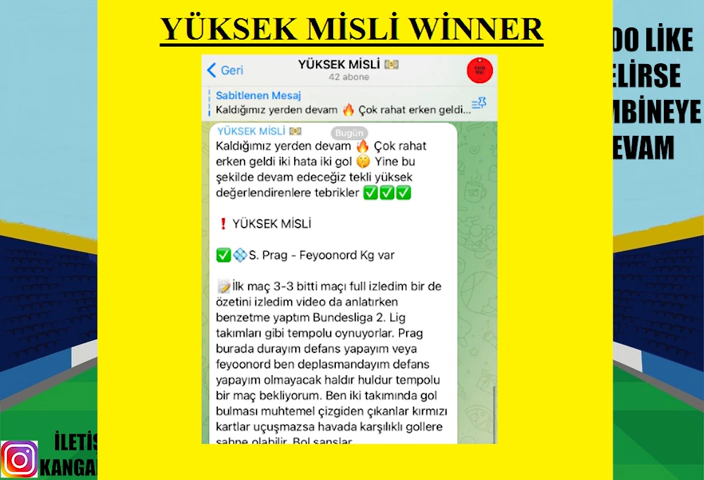 YÜKSEK MİSLİ WİNNER
OO LİKE
ELİRSE
MBİNEYE
EVAM
Geri
YÜKSEK MİSLİ
42 abone
Sabitlenen Mesaj
Kaldığımız yerden devam 🔥 Çok rahat erken geldi...
Bugün
YÜKSEK MİSLİ
Kaldığımız yerden devam 🔥 Çok rahat
erken geldi iki hata iki gol 🤫 Yine bu
şekilde devam edeceğiz tekli yüksek
değerlendirenlere tebrikler ✅✅✅
❗ YÜKSEK MİSLİ
✅💠S. Prag - Feyoonord Kg var
📝İlk maç 3-3 bitti maçı full izledim bir de
özetini izledim video da anlatırken
benzetme yaptım Bundesliga 2. Lig
takımları gibi tempolu oynuyorlar. Prag
burada durayım defans yapayım veya
feyoonord ben deplasmandayım defans
yapayım olmayacak haldır huldur tempolu
bir maç bekliyorum. Ben iki takımında gol
bulması muhtemel çizgiden çıkanlar kırmızı
kartlar uçuşmazsa havada karşılıklı gollere
sahne olabilir. Bol şanslar
İLETİŞ
KANGA